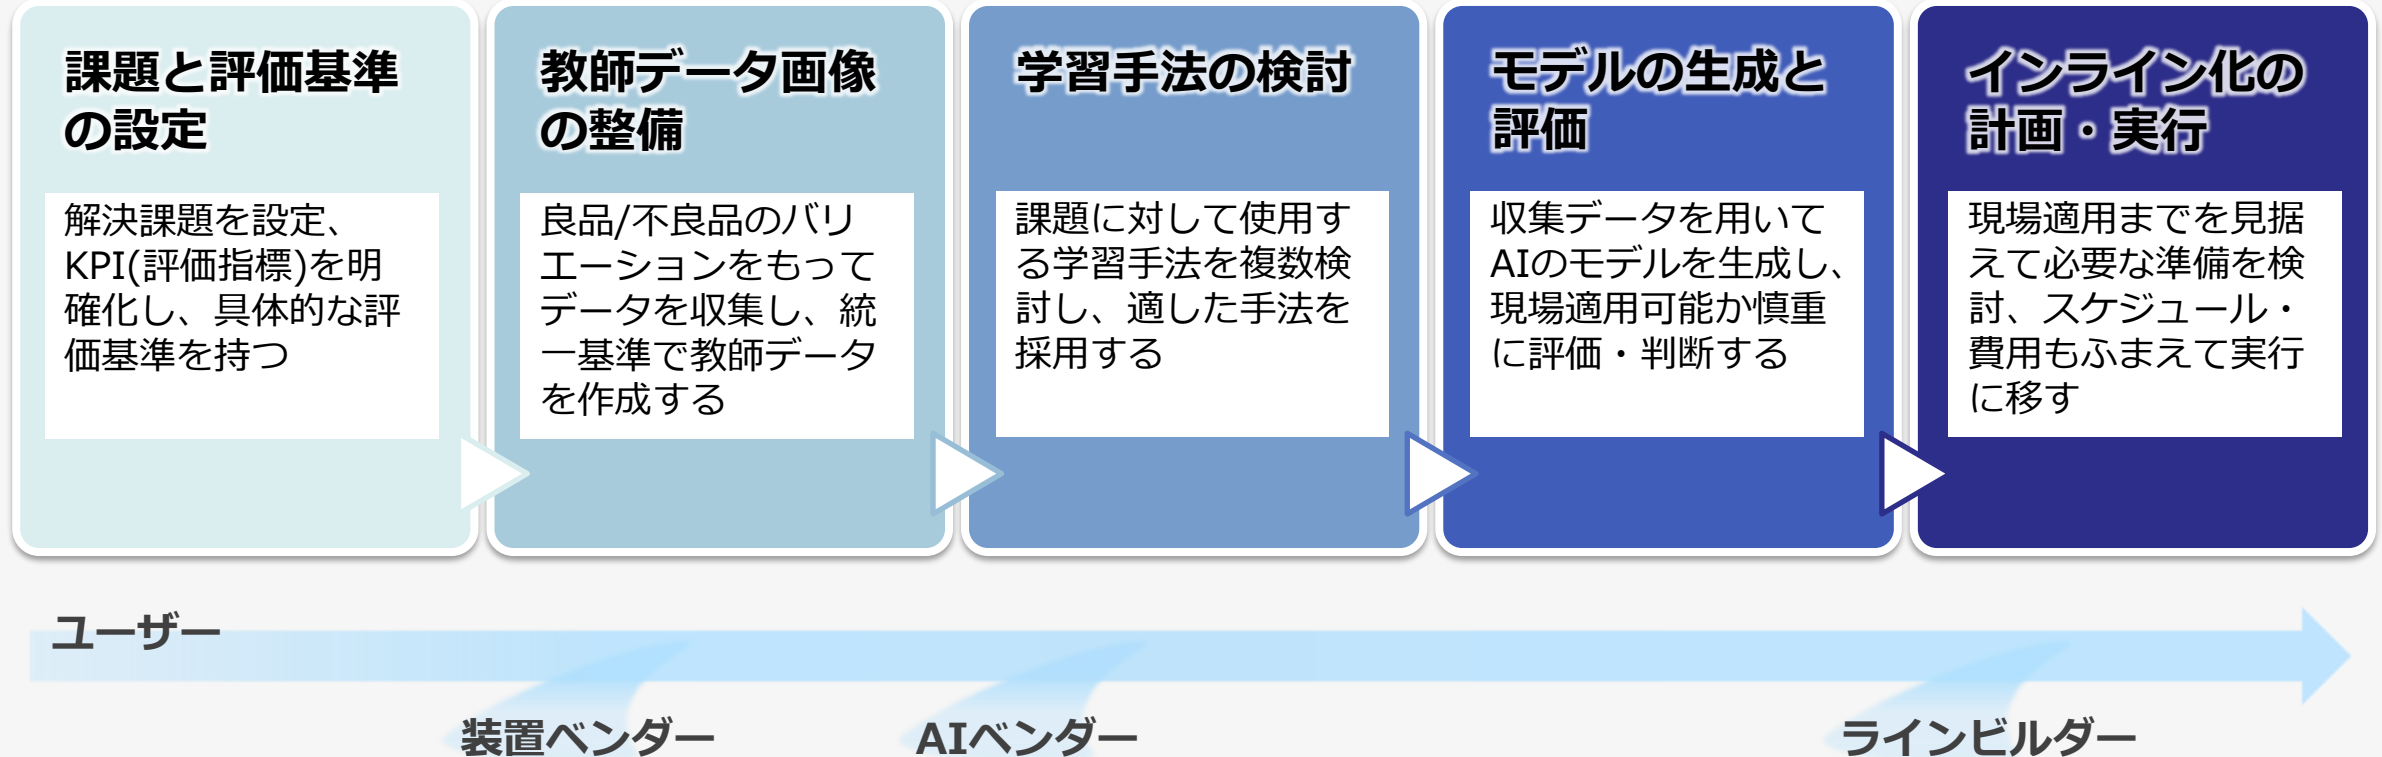 課題と評価基準
の設定
解決課題を設定、
KPI(評価指標)を明
確化し、具体的な評
価基準を持つ
教師データ画像
の整備
良品/不良品のバリ
エーションをもって
データを収集し、統
一基準で教師データ
を作成する
学習手法の検討
課題に対して使用す
る学習手法を複数検
討し、適した手法を
採用する
モデルの生成と
評価
収集データを用いて
AIのモデルを生成し、
現場適用可能か慎重
に評価・判断する
インライン化の
計画・実行
現場適用までを見据
えて必要な準備を検
討、スケジュール・
費用もふまえて実行
に移す
ユーザー
装置ベンダー
AIベンダー
ラインビルダー